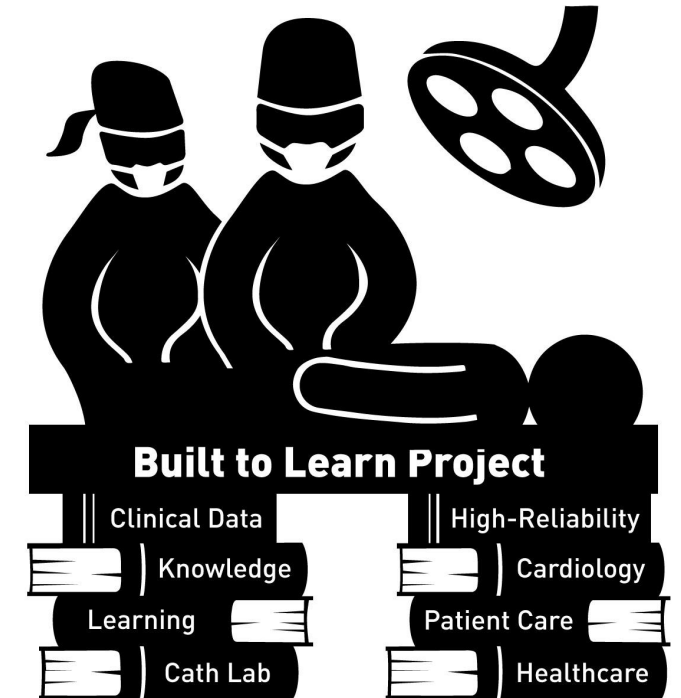 Built to Learn Project
Clinical Data
Knowledge
Learning
Cath Lab
High-Reliability
Cardiology
Patient Care
Healthcare